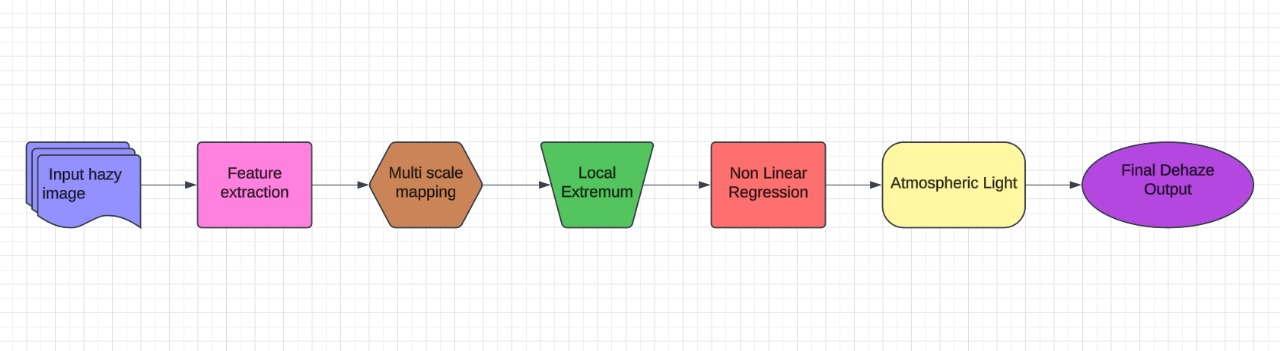 Input hazy
image
Feature
extraction
Multi scale
mapping
Local
Extremum
Non Linear
Regression
Atmospheric Light
Final Dehaze
Output